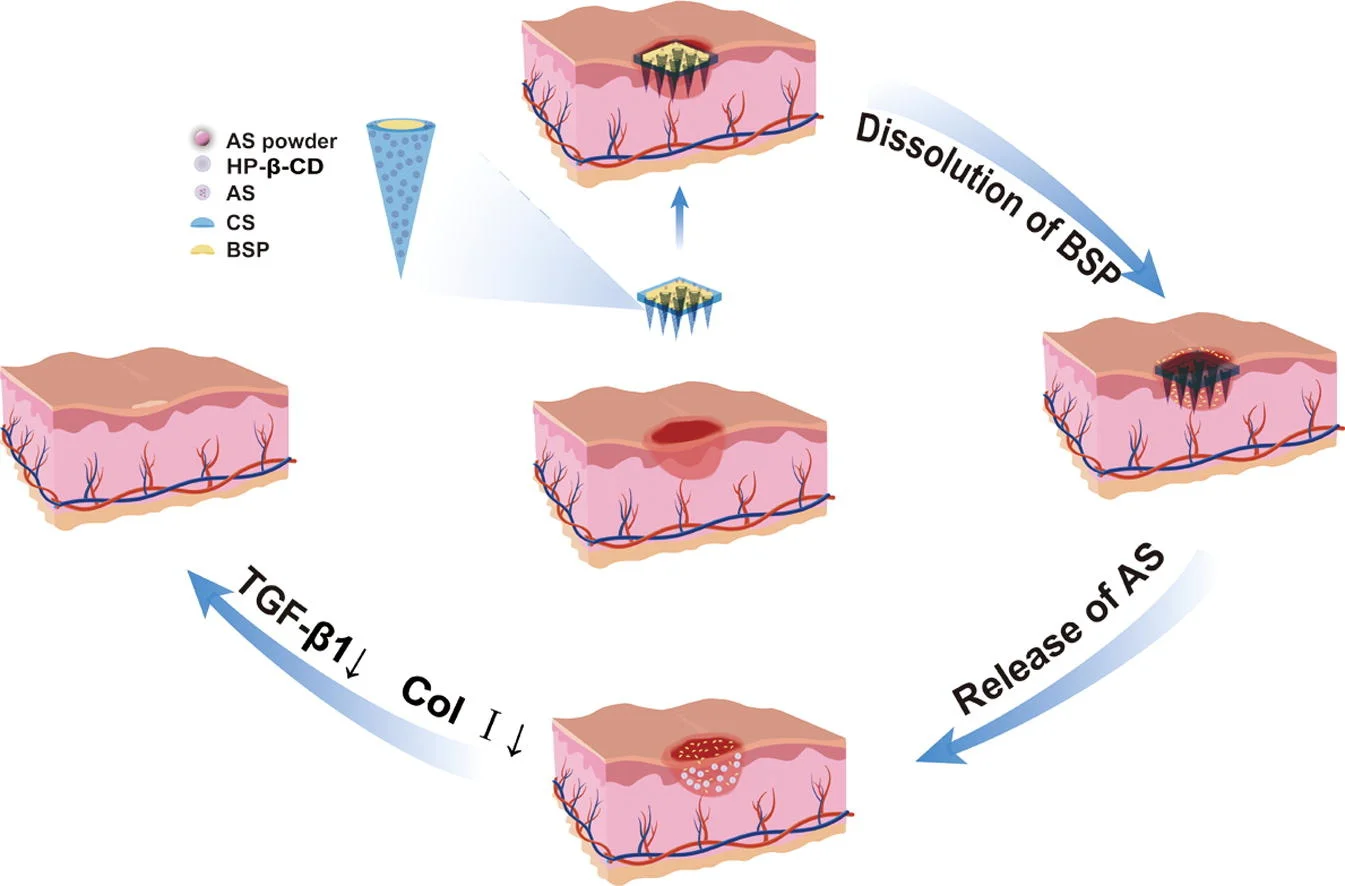 AS powder
HP-β-CD
AS
CS
BSP
Dissolution of BSP
Release of AS
TGF-β1↓ Col Ⅰ↓